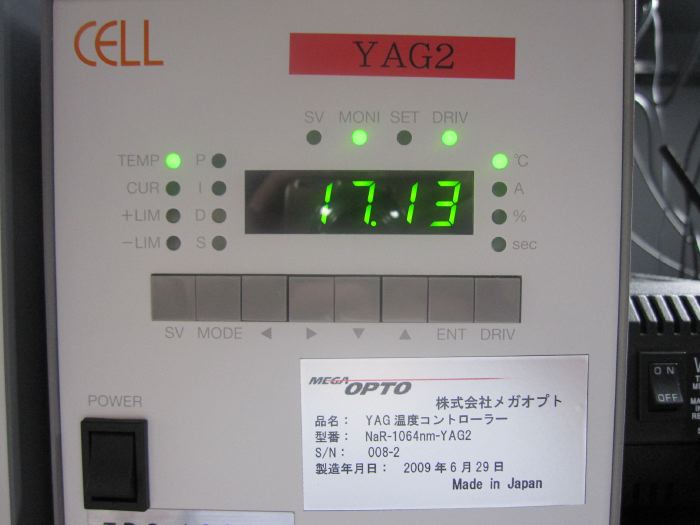 CELL
YAG2
SV MONI SET DRIV
TEMP P ℃
CUR I A
+LIM D %
-LIM S sec
17.13
SV MODE ◀ ▶ ▼ ▲ ENT DRIV
POWER
MEGA OPTO 株式会社メガオプト
品名： YAG 温度コントローラー
型番： NaR-1064nm-YAG2
S/N： 008-2
製造年月日： 2009 年 6 月 29 日
Made in Japan
ON
OFF